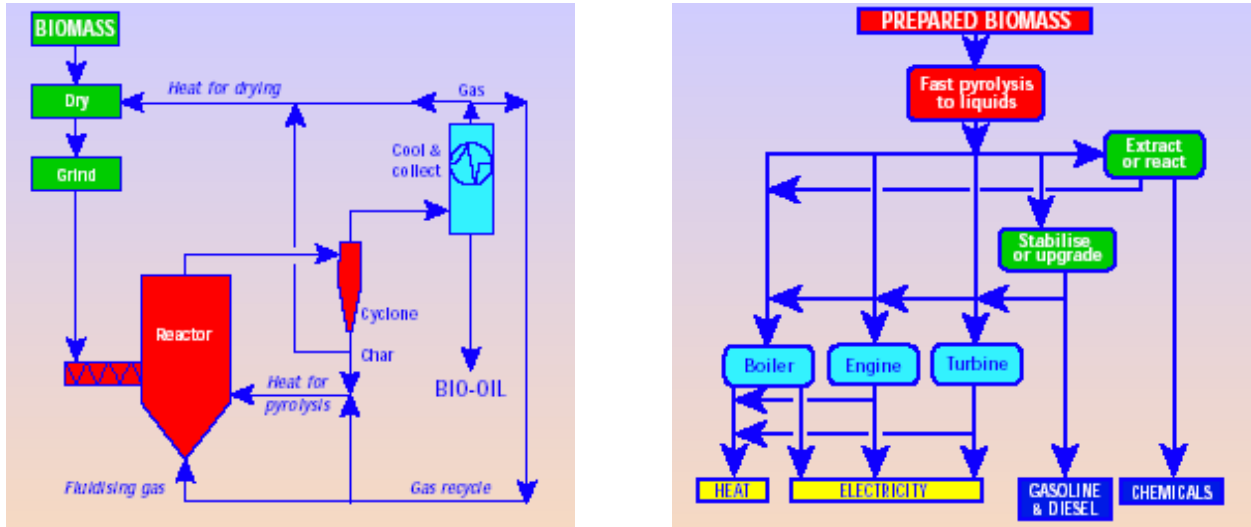 BIOMASS
Heat for drying
Gas
Dry
Cool &
collect
Grind
Reactor
Cyclone
Char
Heat for
pyrolysis
BIO-OIL
Fluidising gas
Gas recycle
PREPARED BIOMASS
Fast pyrolysis
to liquids
Extract
or react
Stabilise
or upgrade
Boiler
Engine
Turbine
HEAT
ELECTRICITY
GASOLINE
& DIESEL
CHEMICALS